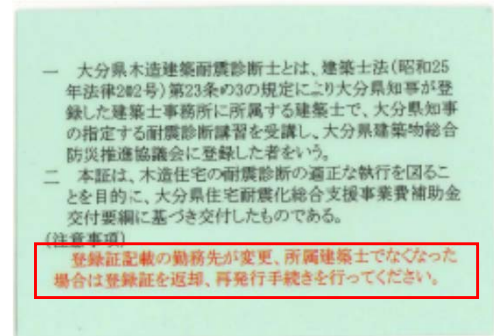 一 大分県木造建築耐震診断士とは、建築士法(昭和25
年法律202号)第23条の3の規定により大分県知事が登
録した建築士事務所に所属する建築士で、大分県知事
の指定する耐震診断講習を受講し、大分県建築物総合
防災推進協議会に登録した者をいう。
二 本証は、木造住宅の耐震診断の適正な執行を図るこ
とを目的に、大分県住宅耐震化総合支援事業費補助金
交付要綱に基づき交付したものである。
(注意事項)
登録証記載の勤務先が変更、所属建築士でなくなった
場合は登録証を返却、再発行手続きを行ってください。